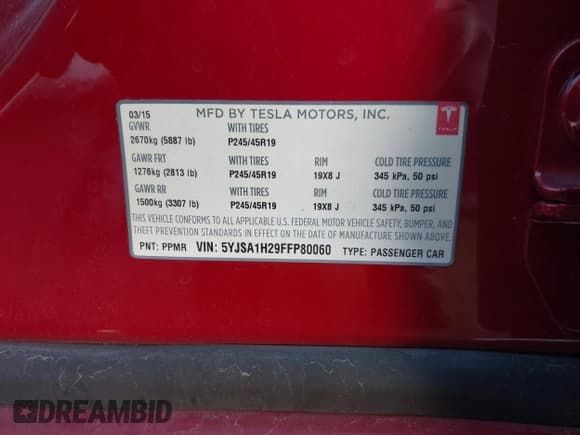 03/15 MFD BY TESLA MOTORS, INC.
GVWR WITH TIRES
2670kg (5887 lb) P245/45R19
GAWR FRT WITH TIRES RIM COLD TIRE PRESSURE
1276kg (2813 lb) P245/45R19 19X8 J 345 kPa, 50 psi
GAWR RR WITH TIRES RIM COLD TIRE PRESSURE
1500kg (3307 lb) P245/45R19 19X8 J 345 kPa, 50 psi
THIS VEHICLE CONFORMS TO ALL APPLICABLE U.S. FEDERAL MOTOR VEHICLE SAFETY, BUMPER, AND
THEFT PREVENTION STANDARDS IN EFFECT ON THE DATE OF MANUFACTURE SHOWN ABOVE.
PNT: PPMR VIN: 5YJSA1H29FFP80060 TYPE: PASSENGER CAR
TESLA
DREAMBID